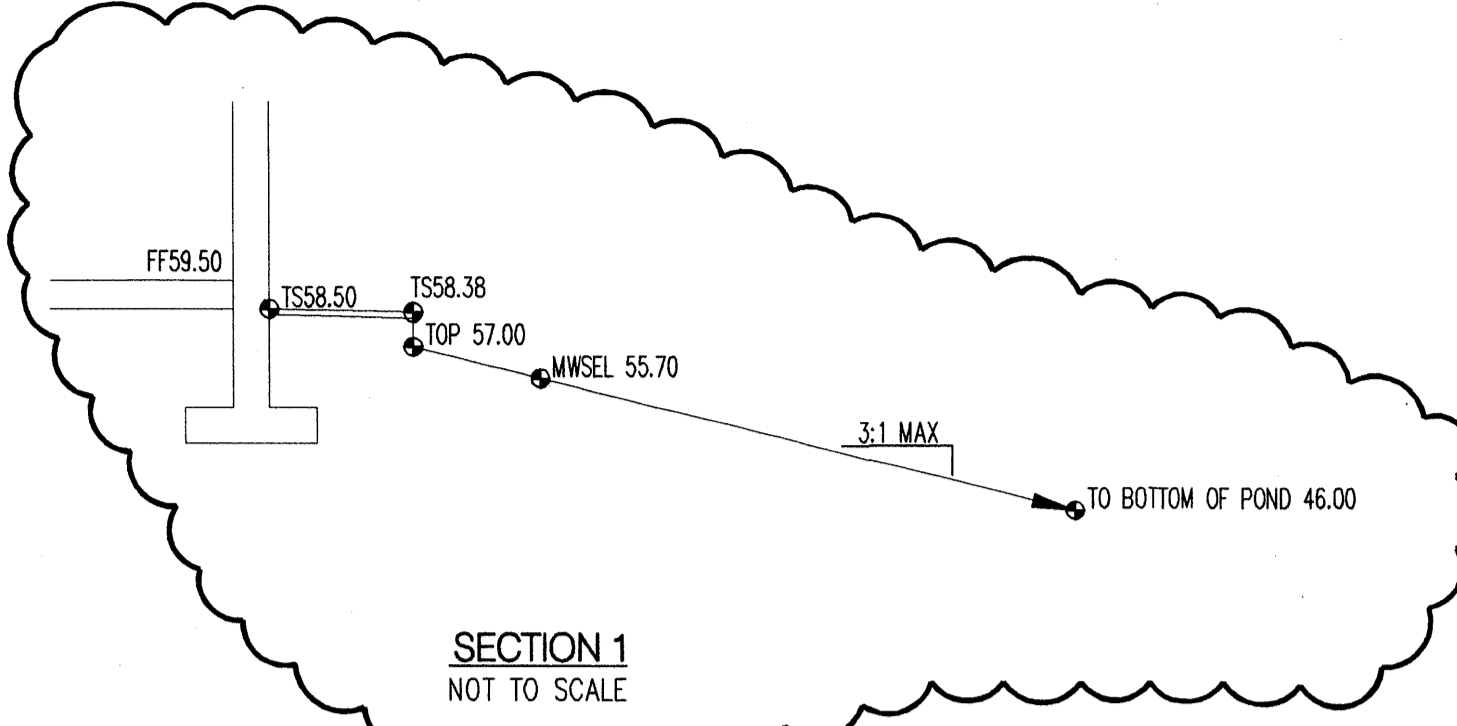 FF59.50
TS58.50
TS58.38
TOP 57.00
MWSEL 55.70
3:1 MAX
TO BOTTOM OF POND 46.00
SECTION 1
NOT TO SCALE